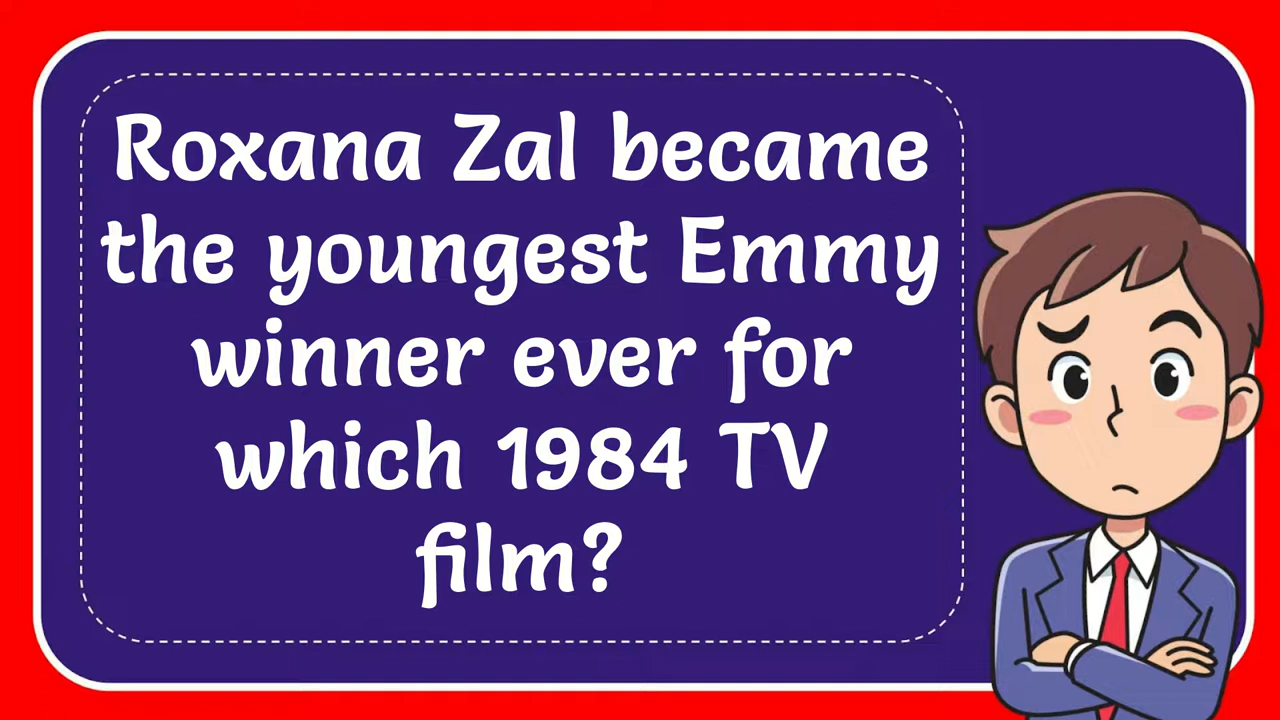 Roxana Zal became
the youngest Emmy
winner ever for
which 1984 TV
film?